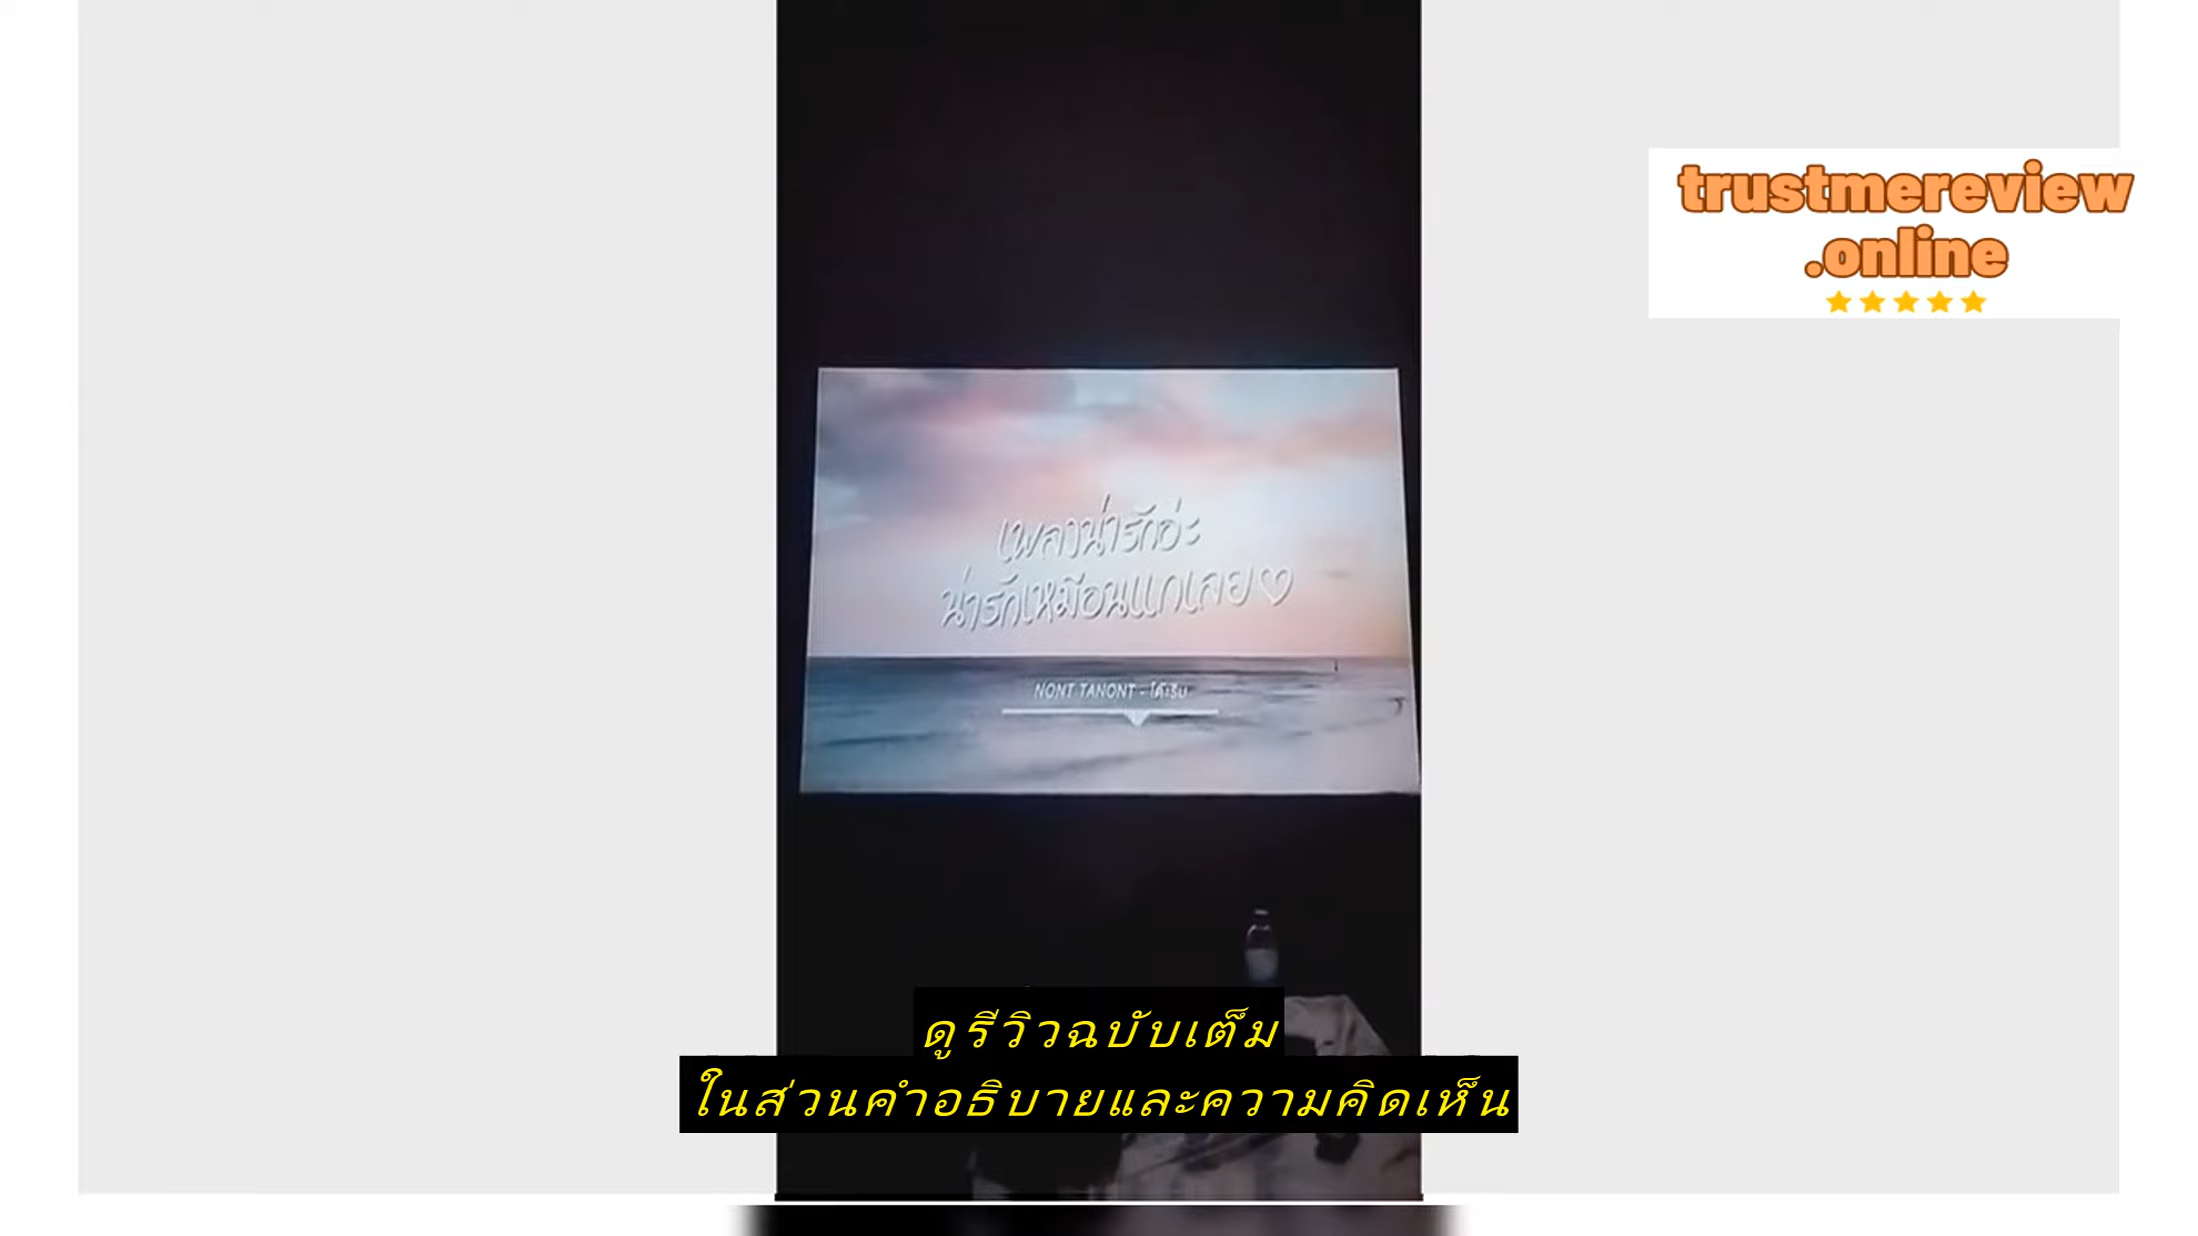 trustmereview
.online
เพลงน่ารักอ่ะ
น่ารักเหมือนแกเลย♡
NONT TANONT - โต๊ะริม
ดูรีวิวฉบับเต็ม
ในส่วนคำอธิบายและความคิดเห็น